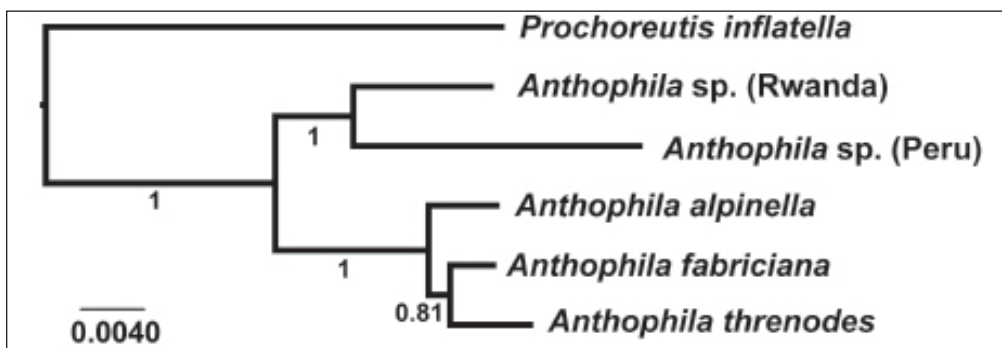 Prochoreutis inflatella
Anthophila sp. (Rwanda)
1
Anthophila sp. (Peru)
1
Anthophila alpinella
1
Anthophila fabriciana
0.81
Anthophila threnodes
0.0040